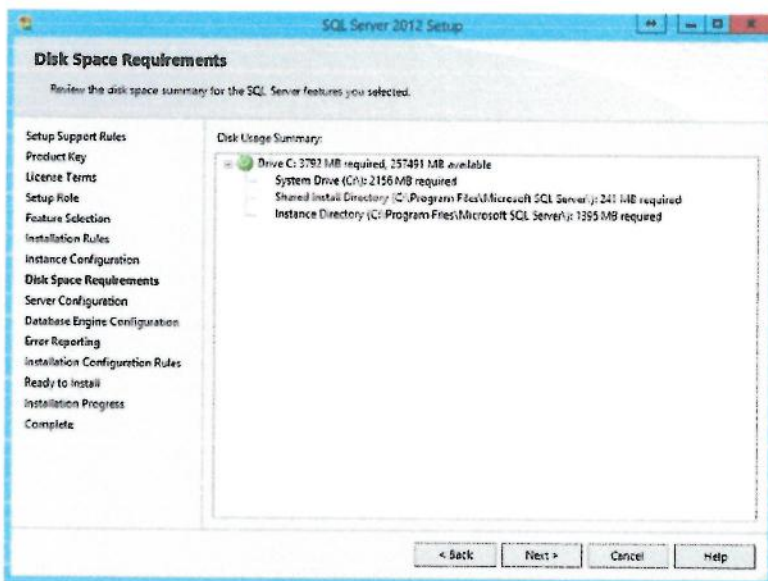 SQL Server 2012 Setup
Disk Space Requirements
Review the disk space summary for the SQL Server features you selected.
Setup Support Rules
Product Key
License Terms
Setup Role
Feature Selection
Installation Rules
Instance Configuration
Disk Space Requirements
Server Configuration
Database Engine Configuration
Error Reporting
Installation Configuration Rules
Ready to Install
Installation Progress
Complete
Disk Usage Summary:
Drive C: 3792 MB required, 257491 MB available
System Drive (C:\): 2156 MB required
Shared Install Directory (C:\Program Files\Microsoft SQL Server\): 241 MB required
Instance Directory (C:\Program Files\Microsoft SQL Server\): 1395 MB required
< Back
Next >
Cancel
Help